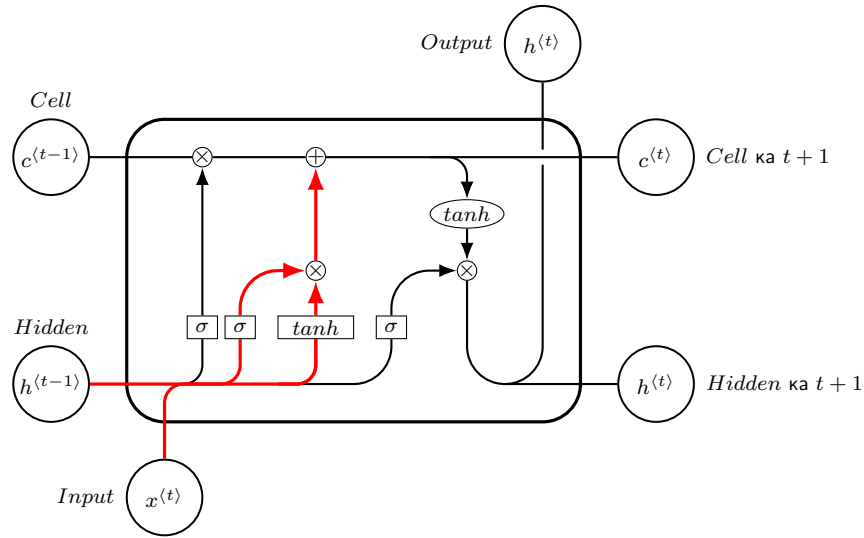 Output
h⟨t⟩
Cell
c⟨t−1⟩
×
+
c⟨t⟩
Cell ка t + 1
tanh
×
×
σ
σ
tanh
σ
Hidden
h⟨t−1⟩
h⟨t⟩
Hidden ка t + 1
Input
x⟨t⟩